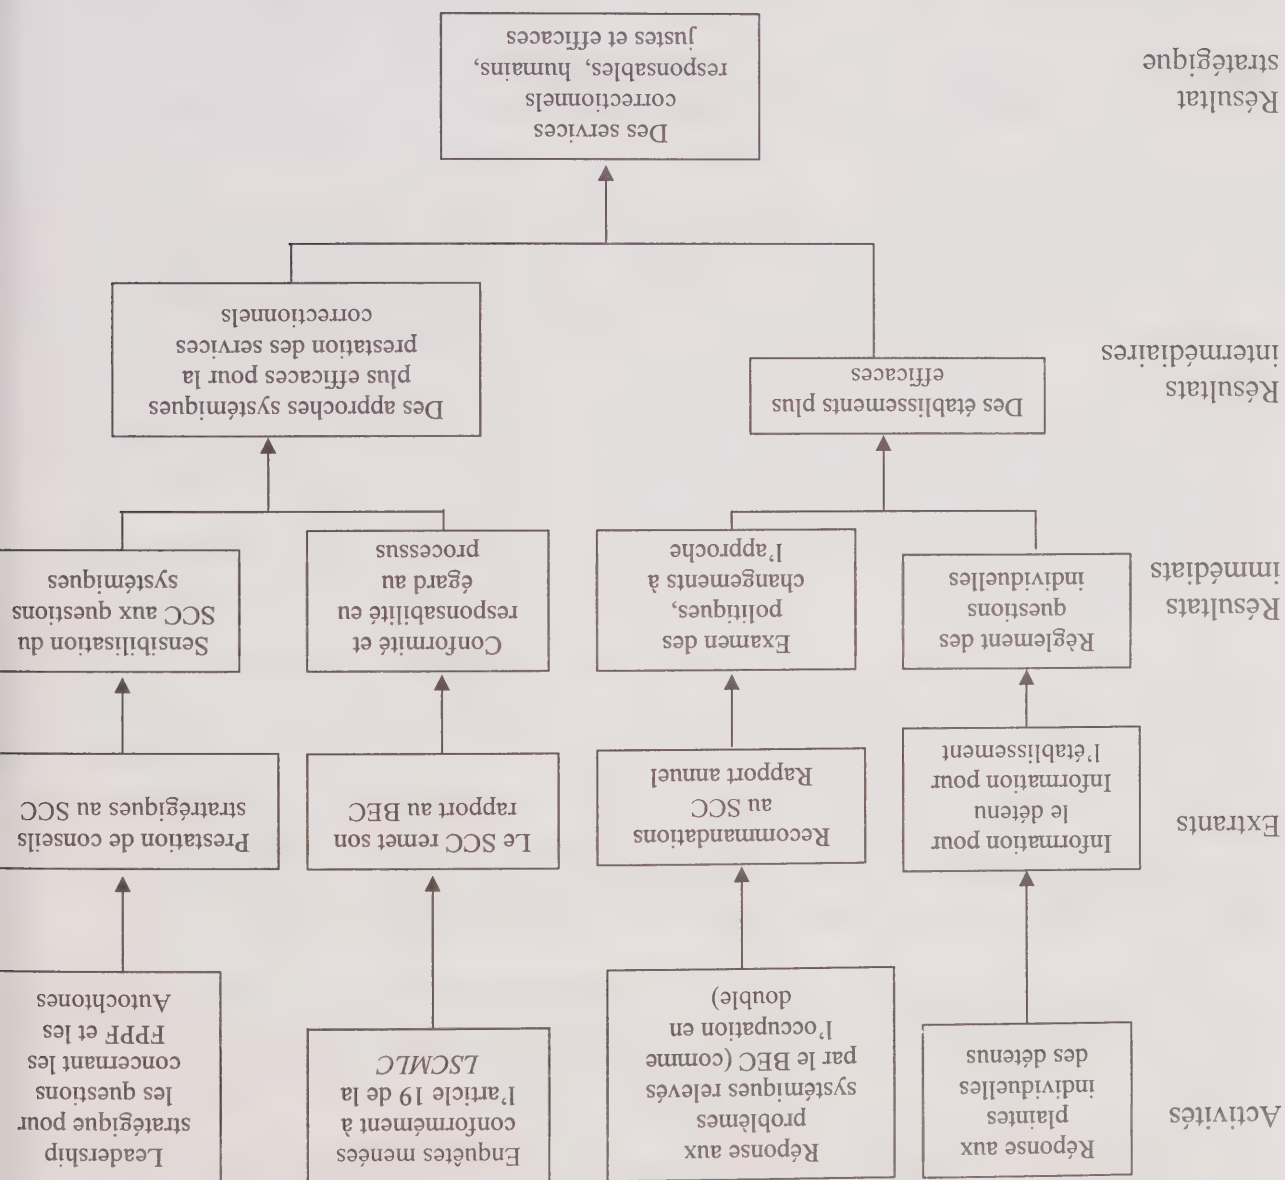 Activités
Réponse aux
plaintes
individuelles
des détenus
Réponse aux
problèmes
systémiques relevés
par le BEC (comme
l'occupation en
double)
Enquêtes menées
conformément à
l'article 19 de la
LSCMLC
Leadership
stratégique pour
les questions
concernant les
FPPF et les
Autochtones
Extrants
Information pour
le détenu
Information pour
l'établissement
Recommandations
au SCC
Rapport annuel
Le SCC remet son
rapport au BEC
Prestation de conseils
stratégiques au SCC
Résultats
immédiats
Règlement des
questions
individuelles
Examen des
politiques,
changements à
l'approche
Conformité et
responsabilité eu
égard au
processus
Sensibilisation du
SCC aux questions
systémiques
Résultats
intermédiaires
Des établissements plus
efficaces
Des approches systémiques
plus efficaces pour la
prestation des services
correctionnels
Résultat
stratégique
Des services
correctionnels
responsables, humains,
justes et efficaces